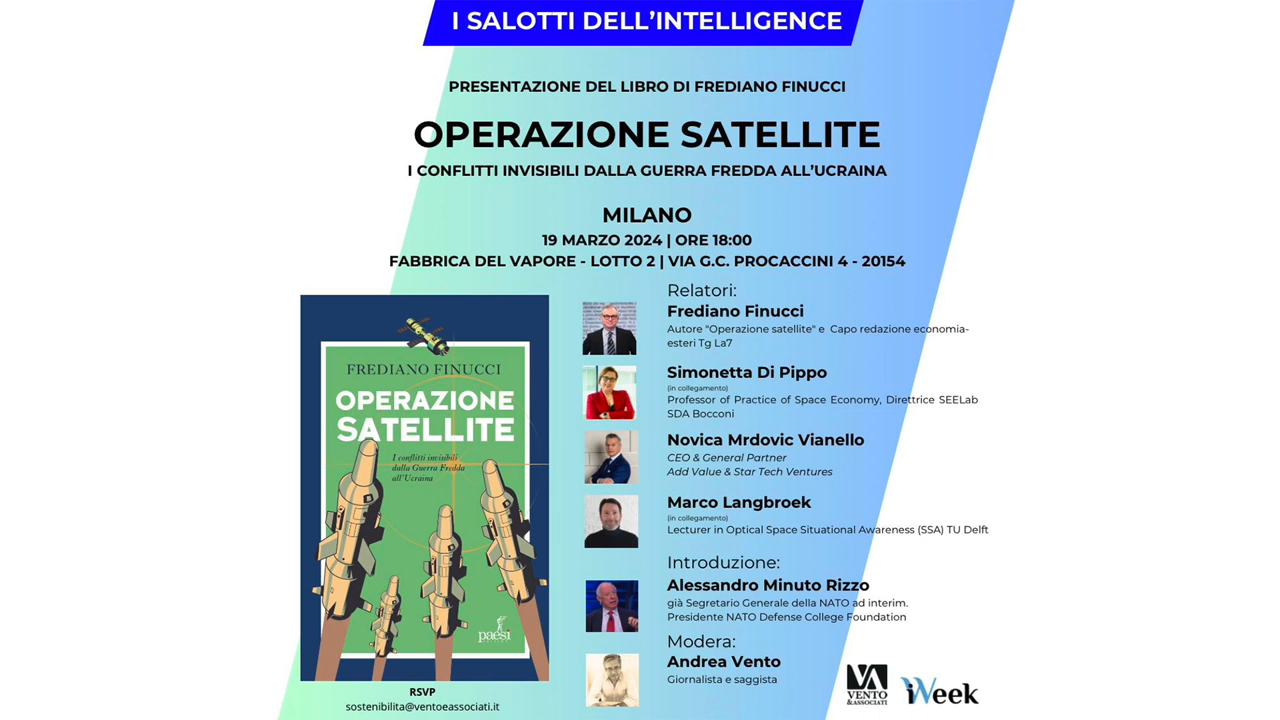 I SALOTTI DELL'INTELLIGENCE
PRESENTAZIONE DEL LIBRO DI FREDIANO FINUCCI
OPERAZIONE SATELLITE
I CONFLITTI INVISIBILI DALLA GUERRA FREDDA ALL'UCRAINA
MILANO
19 MARZO 2024 | ORE 18:00
FABBRICA DEL VAPORE - LOTTO 2 | VIA G.C. PROCACCINI 4 - 20154
FREDIANO FINUCCI
OPERAZIONE
SATELLITE
I conflitti invisibili
dalla Guerra Fredda
all'Ucraina
paesi
RSVP
sostenibilita@ventoeassociati.it
Relatori:
Frediano Finucci
Autore "Operazione satellite" e Capo redazione economia-
esteri Tg La7
Simonetta Di Pippo
(in collegamento)
Professor of Practice of Space Economy, Direttrice SEELab
SDA Bocconi
Novica Mrdovic Vianello
CEO & General Partner
Add Value & Star Tech Ventures
Marco Langbroek
(in collegamento)
Lecturer in Optical Space Situational Awareness (SSA) TU Delft
Introduzione:
Alessandro Minuto Rizzo
già Segretario Generale della NATO ad interim.
Presidente NATO Defense College Foundation
Modera:
Andrea Vento
Giornalista e saggista
VA
VENTO
&ASSOCIATI
iWeek